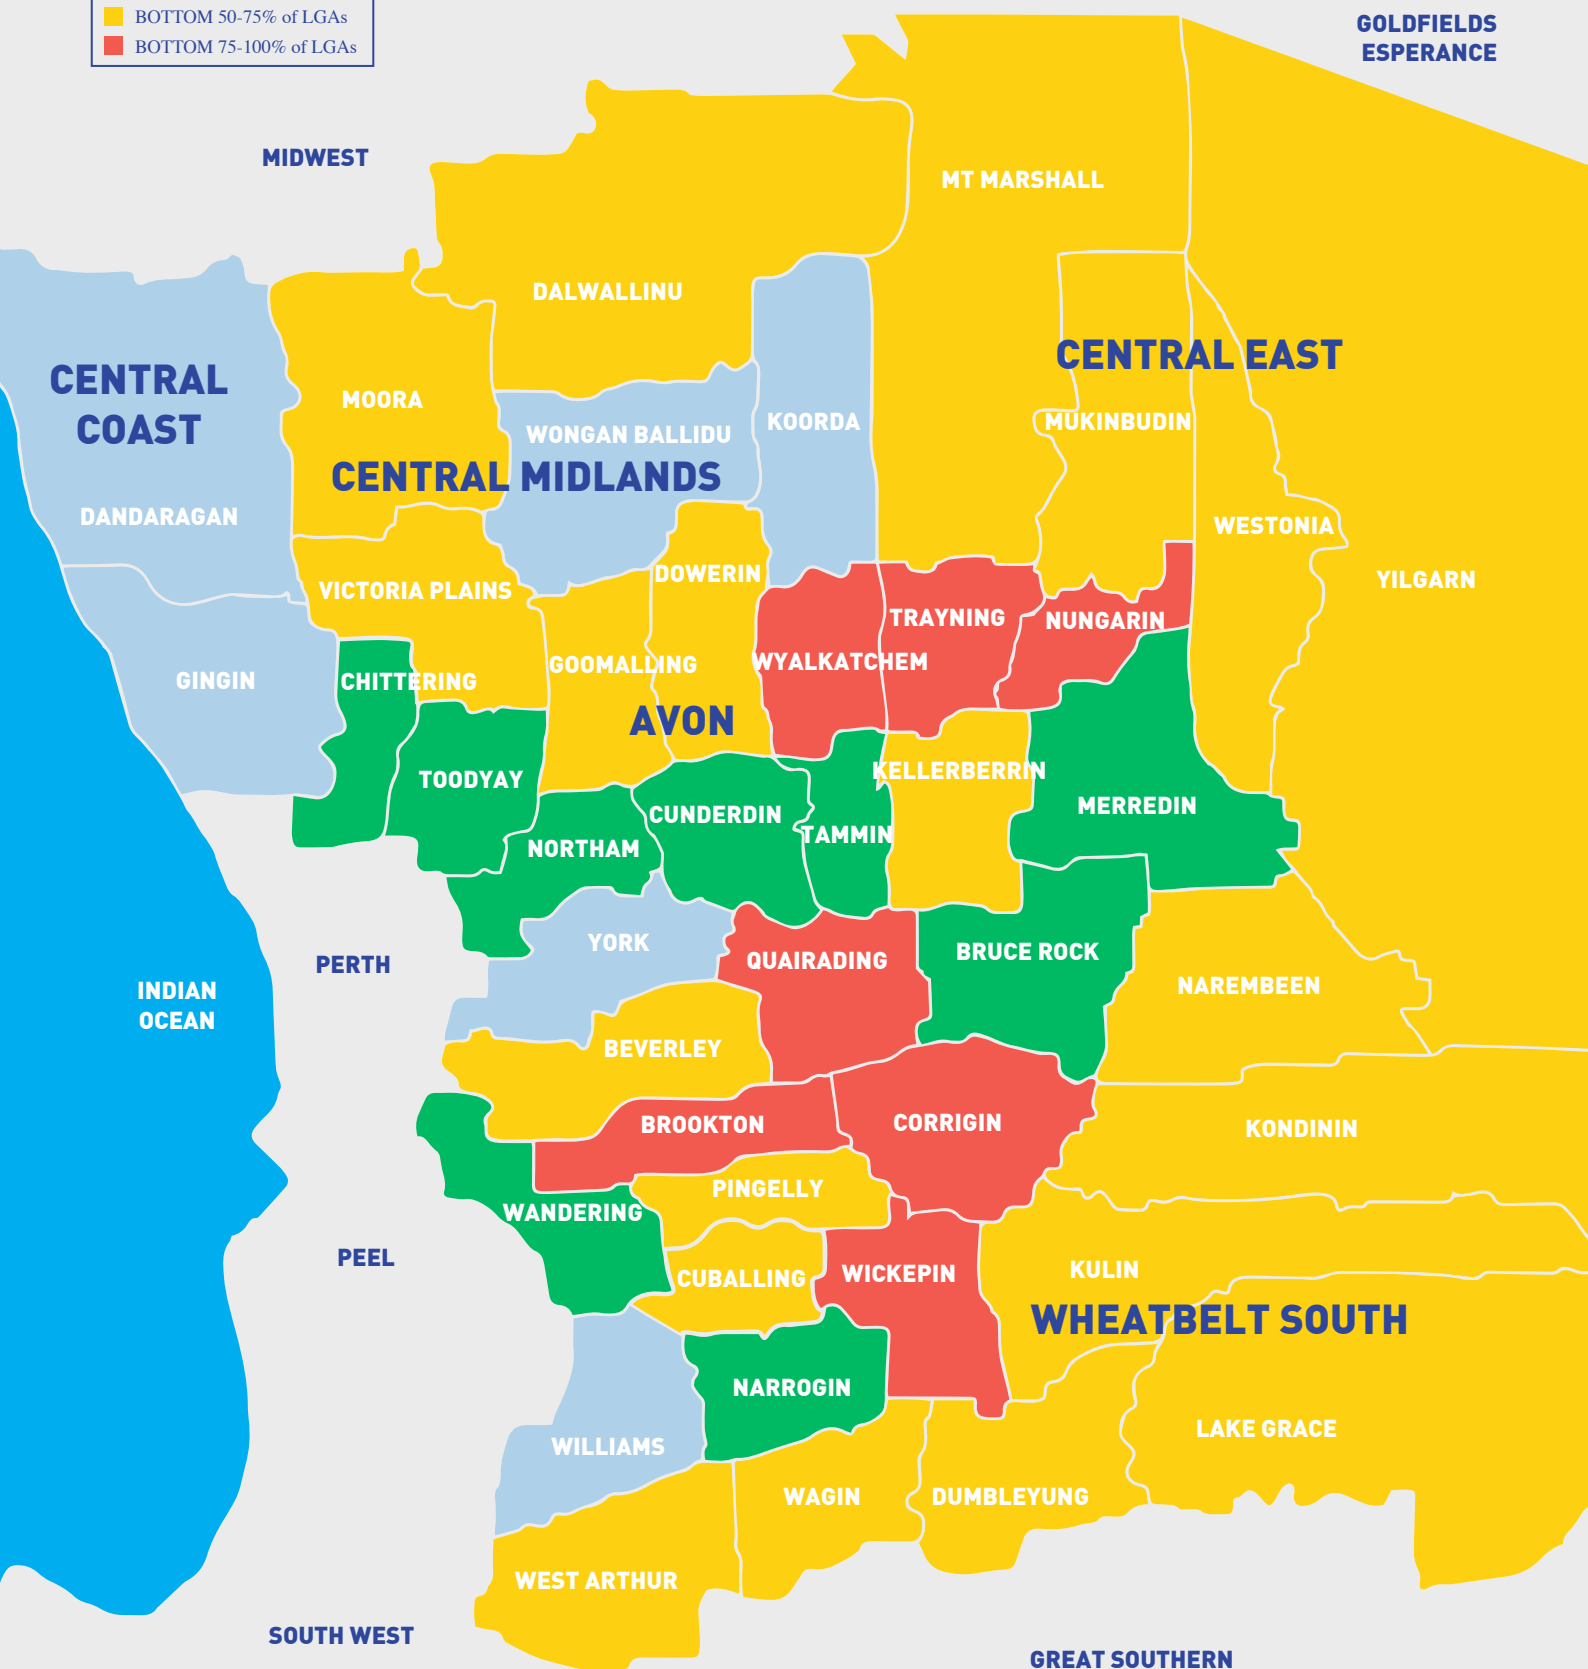 BOTTOM 50-75% of LGAs
BOTTOM 75-100% of LGAs
GOLDFIELDS
ESPERANCE
MIDWEST
MT MARSHALL
DALWALLINU
CENTRAL EAST
CENTRAL
COAST
MOORA
KOORDA
MUKINBUDIN
WONGAN BALLIDU
CENTRAL MIDLANDS
DANDARAGAN
WESTONIA
DOWERIN
YILGARN
VICTORIA PLAINS
TRAYNING
NUNGARIN
GOOMALLING
WYALKATCHEM
GINGIN
CHITTERING
AVON
KELLERBERRIN
TOODYAY
MERREDIN
CUNDERDIN
TAMMIN
NORTHAM
YORK
BRUCE ROCK
QUAIRADING
PERTH
NAREMBEEN
INDIAN
OCEAN
BEVERLEY
BROOKTON
CORRIGIN
KONDININ
PINGELLY
WANDERING
PEEL
KULIN
CUBALLING
WICKEPIN
WHEATBELT SOUTH
NARROGIN
LAKE GRACE
WILLIAMS
WAGIN
DUMBLEYUNG
WEST ARTHUR
SOUTH WEST
GREAT SOUTHERN